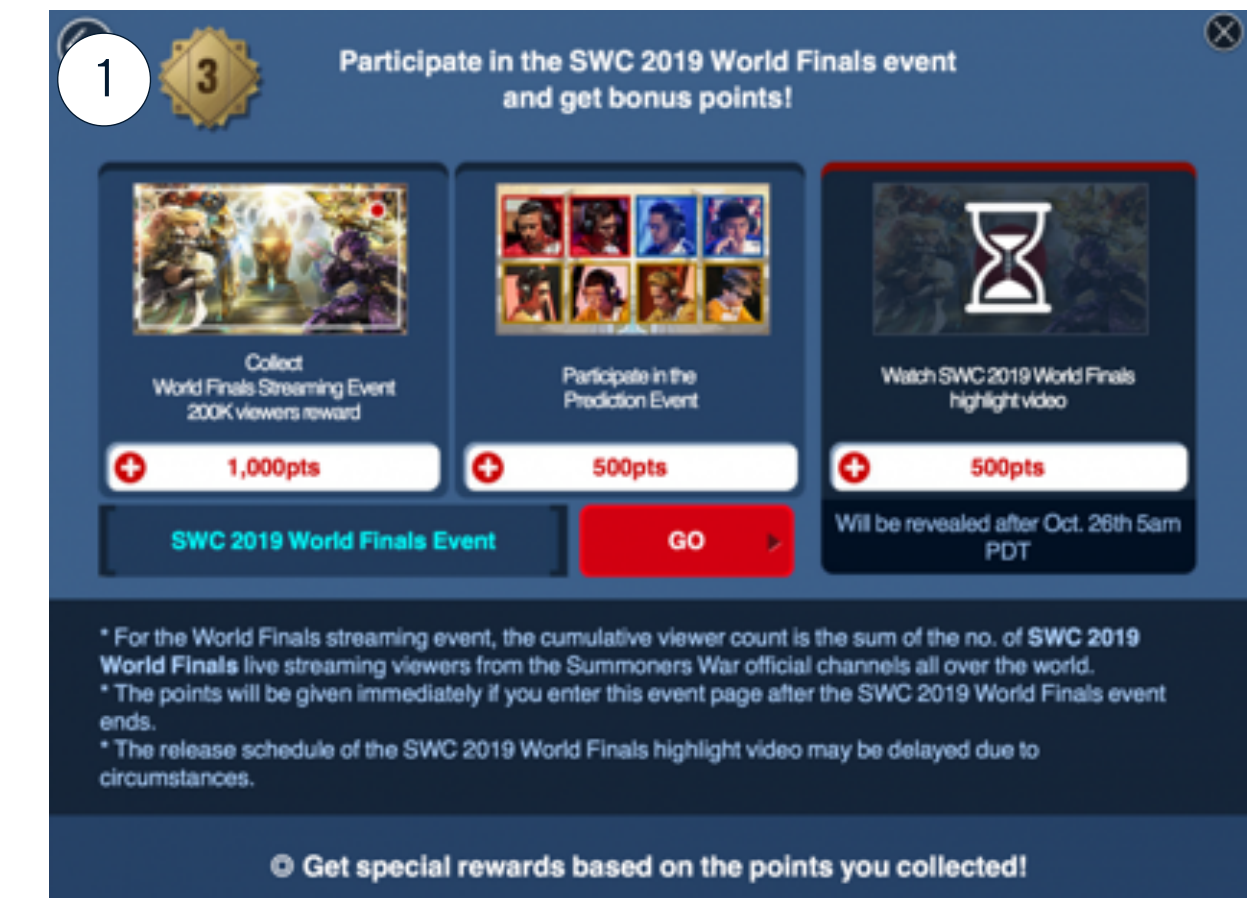 1
3
Participate in the SWC 2019 World Finals event
and get bonus points!
Collect
World Finals Streaming Event
200K viewers reward
1,000pts
Participate in the
Prediction Event
500pts
Watch SWC 2019 World Finals
highlight video
500pts
SWC 2019 World Finals Event
GO
Will be revealed after Oct. 26th 5am
PDT
* For the World Finals streaming event, the cumulative viewer count is the sum of the no. of SWC 2019
World Finals live streaming viewers from the Summoners War official channels all over the world.
* The points will be given immediately if you enter this event page after the SWC 2019 World Finals event
ends.
* The release schedule of the SWC 2019 World Finals highlight video may be delayed due to
circumstances.
Get special rewards based on the points you collected!